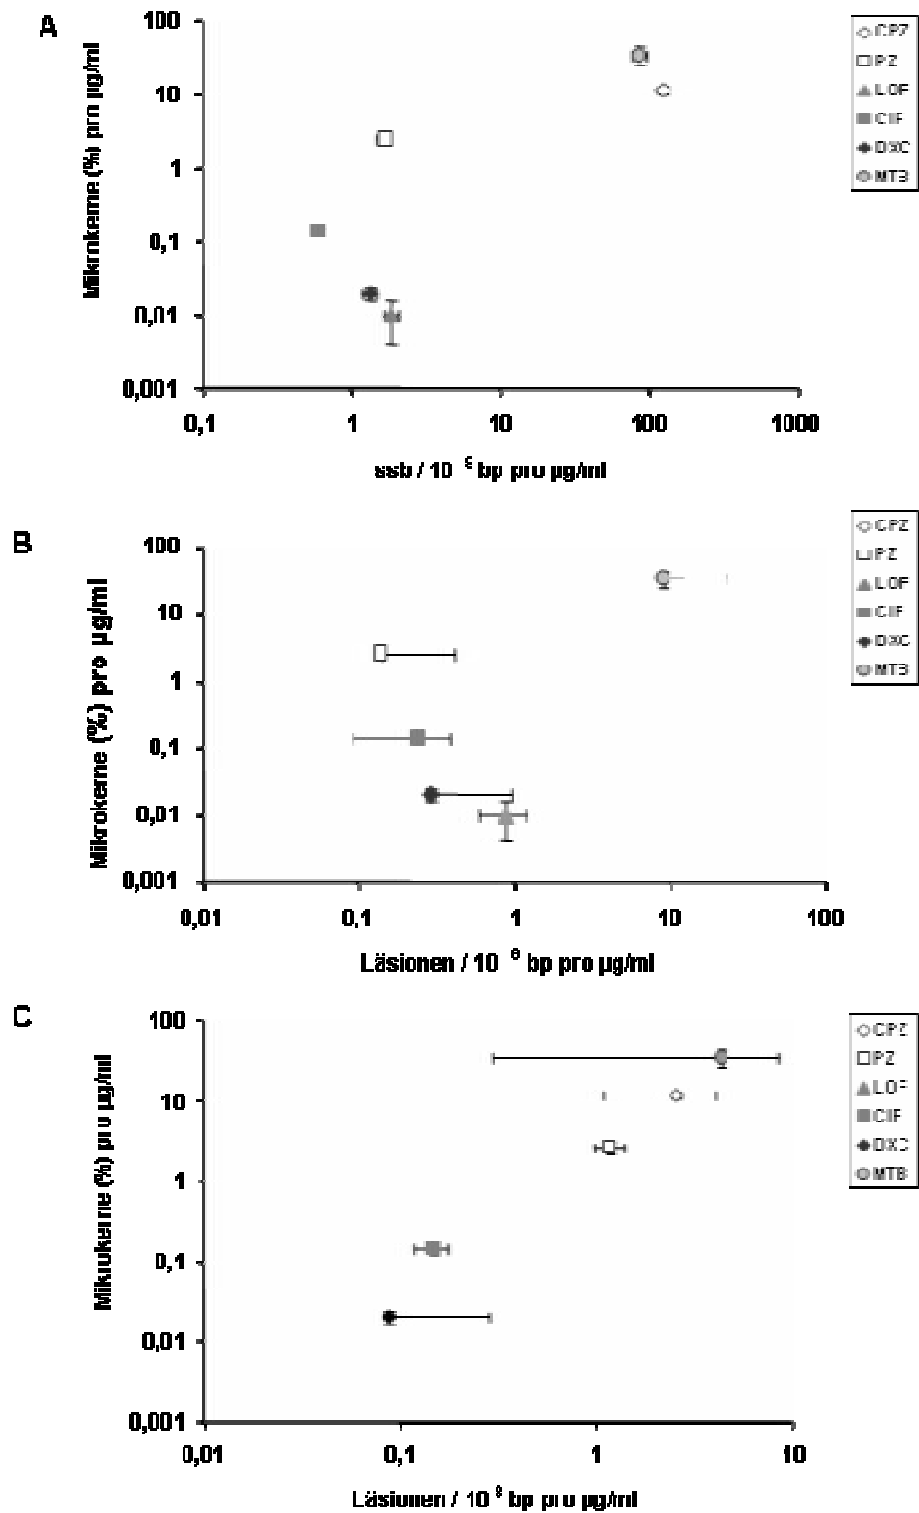 A
Mikrokerne (%) pro µg/ml
100
10
1
0,1
0,01
0,001
0,1
1
10
100
1000
ssb / 10 bp pro µg/ml
CPZ
PZ
LOF
CIF
DXC
MTB
B
Mikrokerne (%) pro µg/ml
100
10
1
0,1
0,01
0,001
0,01
0,1
1
10
100
Läsionen / 10 bp pro µg/ml
CPZ
PZ
LOF
CIF
DXC
MTB
C
Mikrokerne (%) pro µg/ml
100
10
1
0,1
0,01
0,001
0,01
0,1
1
10
Läsionen / 10 bp pro µg/ml
CPZ
PZ
LOF
CIF
DXC
MTB